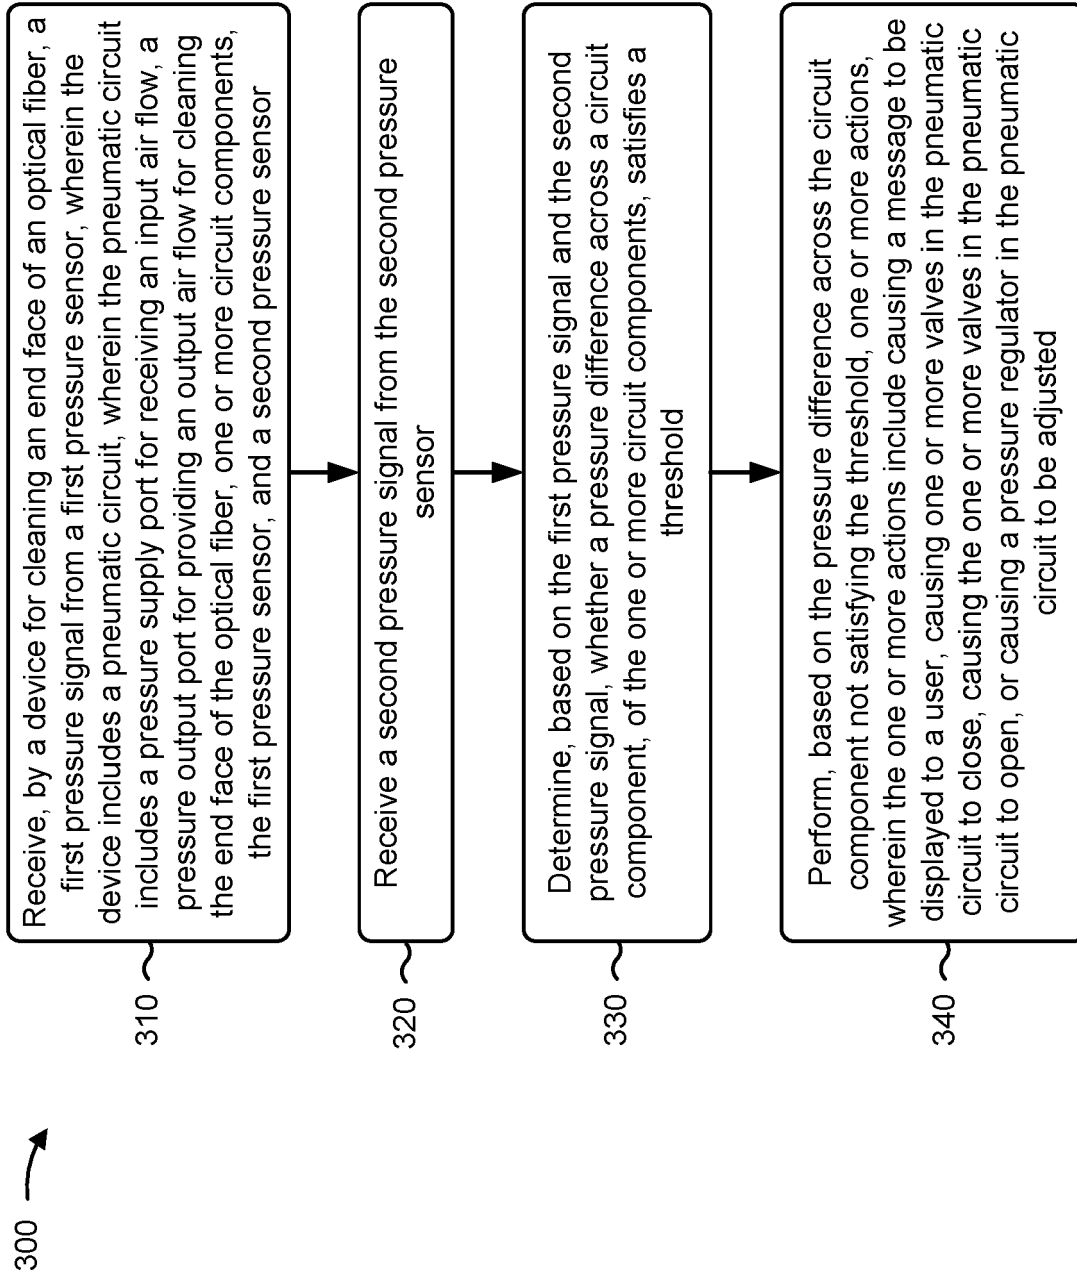 300
310
Receive, by a device for cleaning an end face of an optical fiber, a
first pressure signal from a first pressure sensor, wherein the
device includes a pneumatic circuit, wherein the pneumatic circuit
includes a pressure supply port for receiving an input air flow, a
pressure output port for providing an output air flow for cleaning
the end face of the optical fiber, one or more circuit components,
the first pressure sensor, and a second pressure sensor
320
Receive a second pressure signal from the second pressure
sensor
330
Determine, based on the first pressure signal and the second
pressure signal, whether a pressure difference across a circuit
component, of the one or more circuit components, satisfies a
threshold
340
Perform, based on the pressure difference across the circuit
component not satisfying the threshold, one or more actions,
wherein the one or more actions include causing a message to be
displayed to a user, causing one or more valves in the pneumatic
circuit to close, causing the one or more valves in the pneumatic
circuit to open, or causing a pressure regulator in the pneumatic
circuit to be adjusted